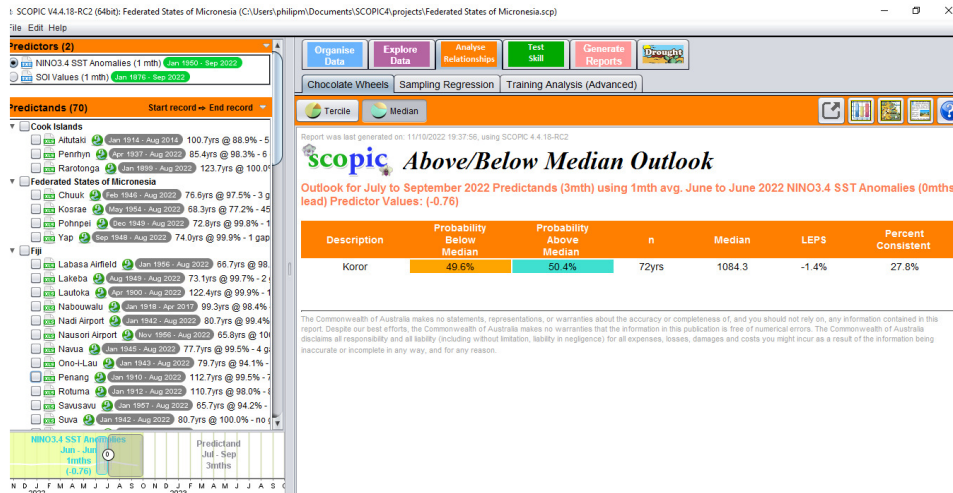 SCOPIC V4.4.18-RC2 (64bit): Federated States of Micronesia (C:\Users\philipm\Documents\SCOPIC4\projects\Federated States of Micronesia.scp)
File Edit Help
Predictors (2)
NINO3.4 SST Anomalies (1 mth) Jan 1950 - Sep 2022
SOI Values (1 mth) Jan 1876 - Sep 2022
Predictands (70) Start record ⇨ End record
Cook Islands
Aitutaki Jan 1914 - Aug 2014 100.7yrs @ 88.9% - 5
Penrhyn Apr 1937 - Aug 2022 85.4yrs @ 98.3% - 6
Rarotonga Jan 1899 - Aug 2022 123.7yrs @ 100.0%
Federated States of Micronesia
Chuuk Feb 1946 - Aug 2022 76.6yrs @ 97.5% - 3 g
Kosrae May 1954 - Aug 2022 68.3yrs @ 77.2% - 45
Pohnpei Dec 1949 - Aug 2022 72.8yrs @ 99.8% - 1
Yap Sep 1948 - Aug 2022 74.0yrs @ 99.9% - 1 gap
Fiji
Labasa Airfield Jan 1956 - Aug 2022 66.7yrs @ 98.
Lakeba Aug 1949 - Aug 2022 73.1yrs @ 99.7% - 2
Lautoka Apr 1900 - Aug 2022 122.4yrs @ 99.9% - 1
Nabouwalu Jan 1918 - Apr 2017 99.3yrs @ 98.4%
Nadi Airport Jan 1942 - Aug 2022 80.7yrs @ 99.4%
Nausori Airport Nov 1956 - Aug 2022 65.8yrs @ 10
Navua Jan 1945 - Aug 2022 77.7yrs @ 99.5% - 4 g
Ono-i-Lau Jan 1943 - Aug 2022 79.7yrs @ 94.1% -
Penang Jan 1910 - Aug 2022 112.7yrs @ 99.5% - 7
Rotuma Jan 1912 - Aug 2022 110.7yrs @ 98.0% - 8
Savusavu Jan 1957 - Aug 2022 65.7yrs @ 94.2% -
Suva Jan 1942 - Aug 2022 80.7yrs @ 100.0% - no g
NINO3.4 SST Anomalies
Jun - Jun
1mths
(-0.76)
0
Predictand
Jul - Sep
3mths
N D J F M A M J J A S O N D J F M A M J J A S O
2022 2023
Organise Data
Explore Data
Analyse Relationships
Test Skill
Generate Reports
Drought
Chocolate Wheels Sampling Regression Training Analysis (Advanced)
Tercile Median
Report was last generated on: 11/10/2022 19:37:56, using SCOPIC 4.4.18-RC2
scopic Above/Below Median Outlook
Outlook for July to September 2022 Predictands (3mth) using 1mth avg. June to June 2022 NINO3.4 SST Anomalies (0mths
lead) Predictor Values: (-0.76)
Description Probability Below Median Probability Above Median n Median LEPS Percent Consistent
Koror 49.6% 50.4% 72yrs 1084.3 -1.4% 27.8%
The Commonwealth of Australia makes no statements, representations, or warranties about the accuracy or completeness of, and you should not rely on, any information contained in this
report. Despite our best efforts, the Commonwealth of Australia makes no warranties that the information in this publication is free of numerical errors. The Commonwealth of Australia
disclaims all responsibility and all liability (including without limitation, liability in negligence) for all expenses, losses, damages and costs you might incur as a result of the information being
inaccurate or incomplete in any way, and for any reason.